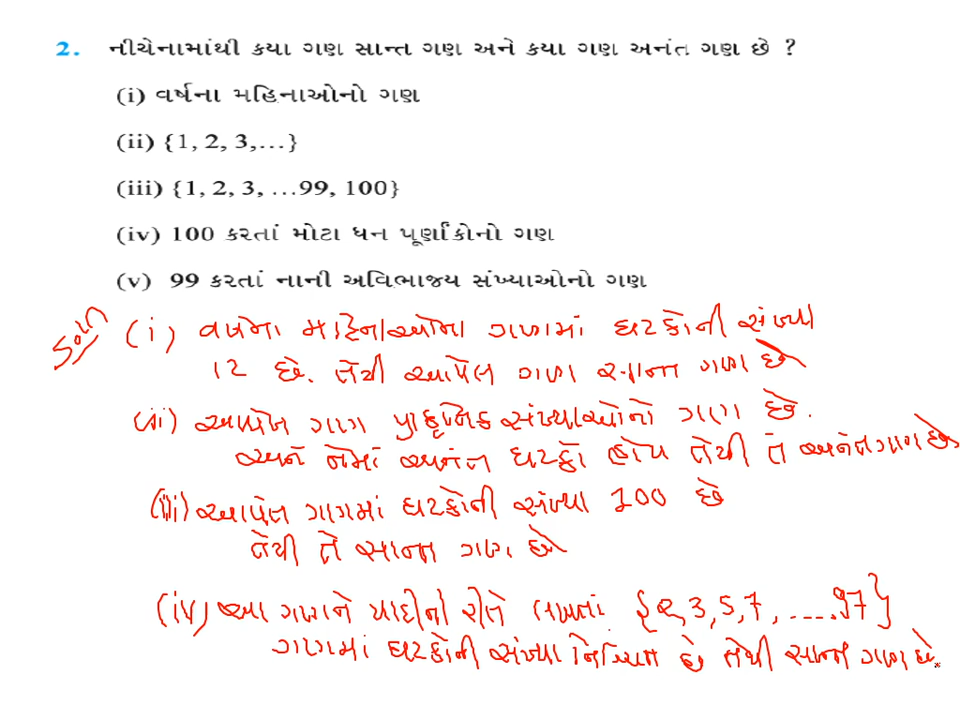 2. નીચેનામાંથી કયા ગણ સાન્ત ગણ અને કયા ગણ અનંત ગણ છે ?
(i) વર્ષના મહિનાઓનો ગણ
(ii) {1, 2, 3,...}
(iii) {1, 2, 3, ...99, 100}
(iv) 100 કરતાં મોટા ધન પૂર્ણાંકોનો ગણ
(v) 99 કરતાં નાની અવિભાજ્ય સંખ્યાઓનો ગણ
Solⁿ (i) વર્ષના મહિનાઓના ગણમાં ઘટકોની સંખ્યા
12 છે. તેથી આપેલ ગણ સાન્ત ગણ છે
(ii) આપેલ ગણ પ્રાકૃતિક સંખ્યાઓનો ગણ છે.
અને તેમાં અનંત ઘટકો હોય તેથી તે અનંત ગણ છે
(iii) આપેલ ગણમાં ઘટકોની સંખ્યા 100 છે
તેથી તે સાન્ત ગણ છે
(iv) આ ગણને યાદીની રીતે લખતાં {2, 3, 5, 7, .....97}
ગણમાં ઘટકોની સંખ્યા નિશ્ચિત છે તેથી સાન્ત ગણ છે.